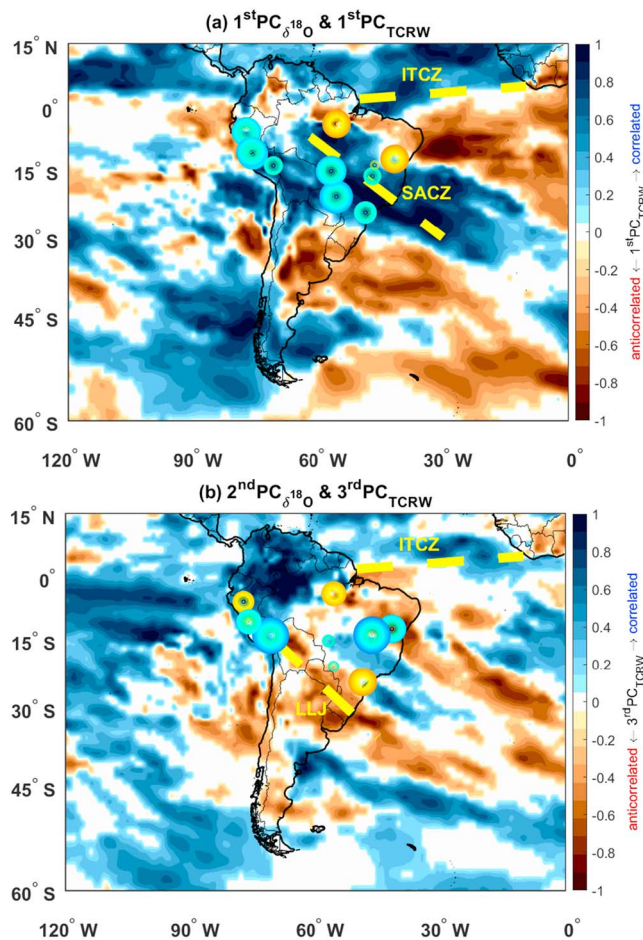 (a) 1stPCδ18O & 1stPCTCRW
15° N
0°
15° S
30° S
45° S
60° S
120° W
90° W
60° W
30° W
0°
ITCZ
SACZ
1
0.8
0.6
0.4
0.2
0
-0.2
-0.4
-0.6
-0.8
-1
anticorrelated ← 1stPCTCRW → correlated
(b) 2ndPCδ18O & 3rdPCTCRW
15° N
0°
15° S
30° S
45° S
60° S
120° W
90° W
60° W
30° W
0°
ITCZ
LLJ
1
0.8
0.6
0.4
0.2
0
-0.2
-0.4
-0.6
-0.8
-1
anticorrelated ← 3rdPCTCRW → correlated